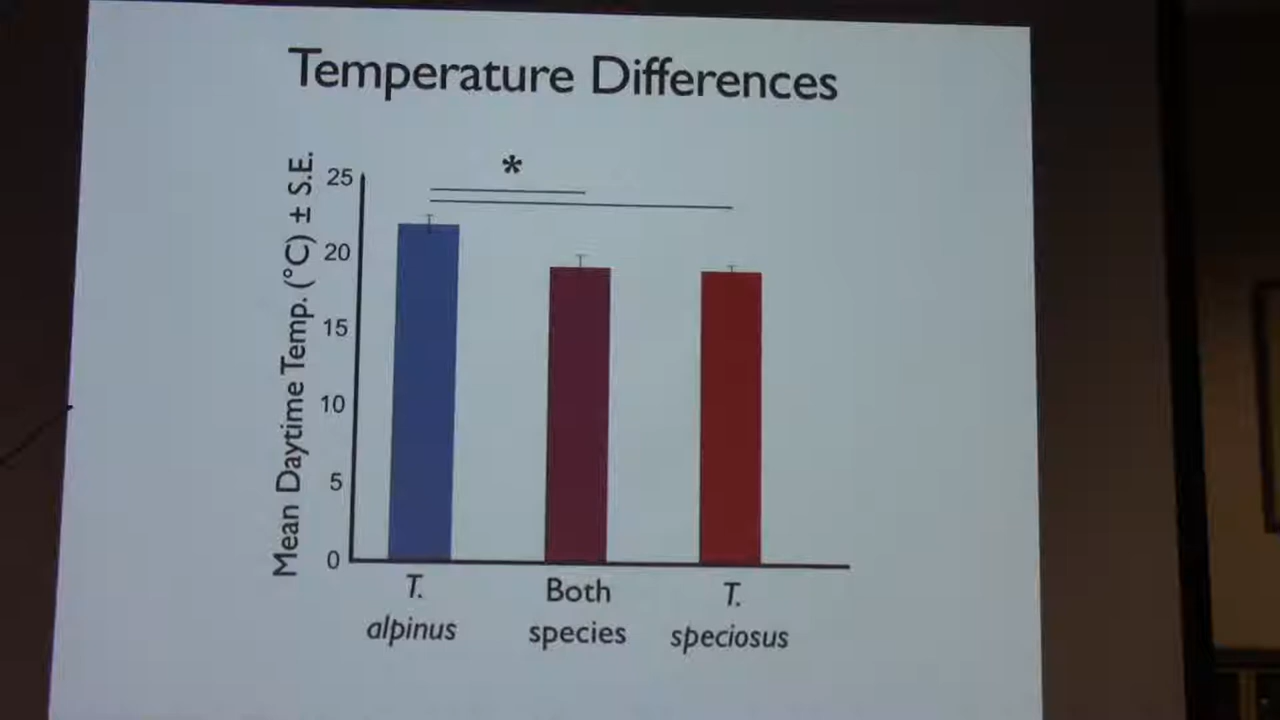 Temperature Differences
*
Mean Daytime Temp. (°C) ± S.E.
25
20
15
10
5
0
T. alpinus
Both species
T. speciosus